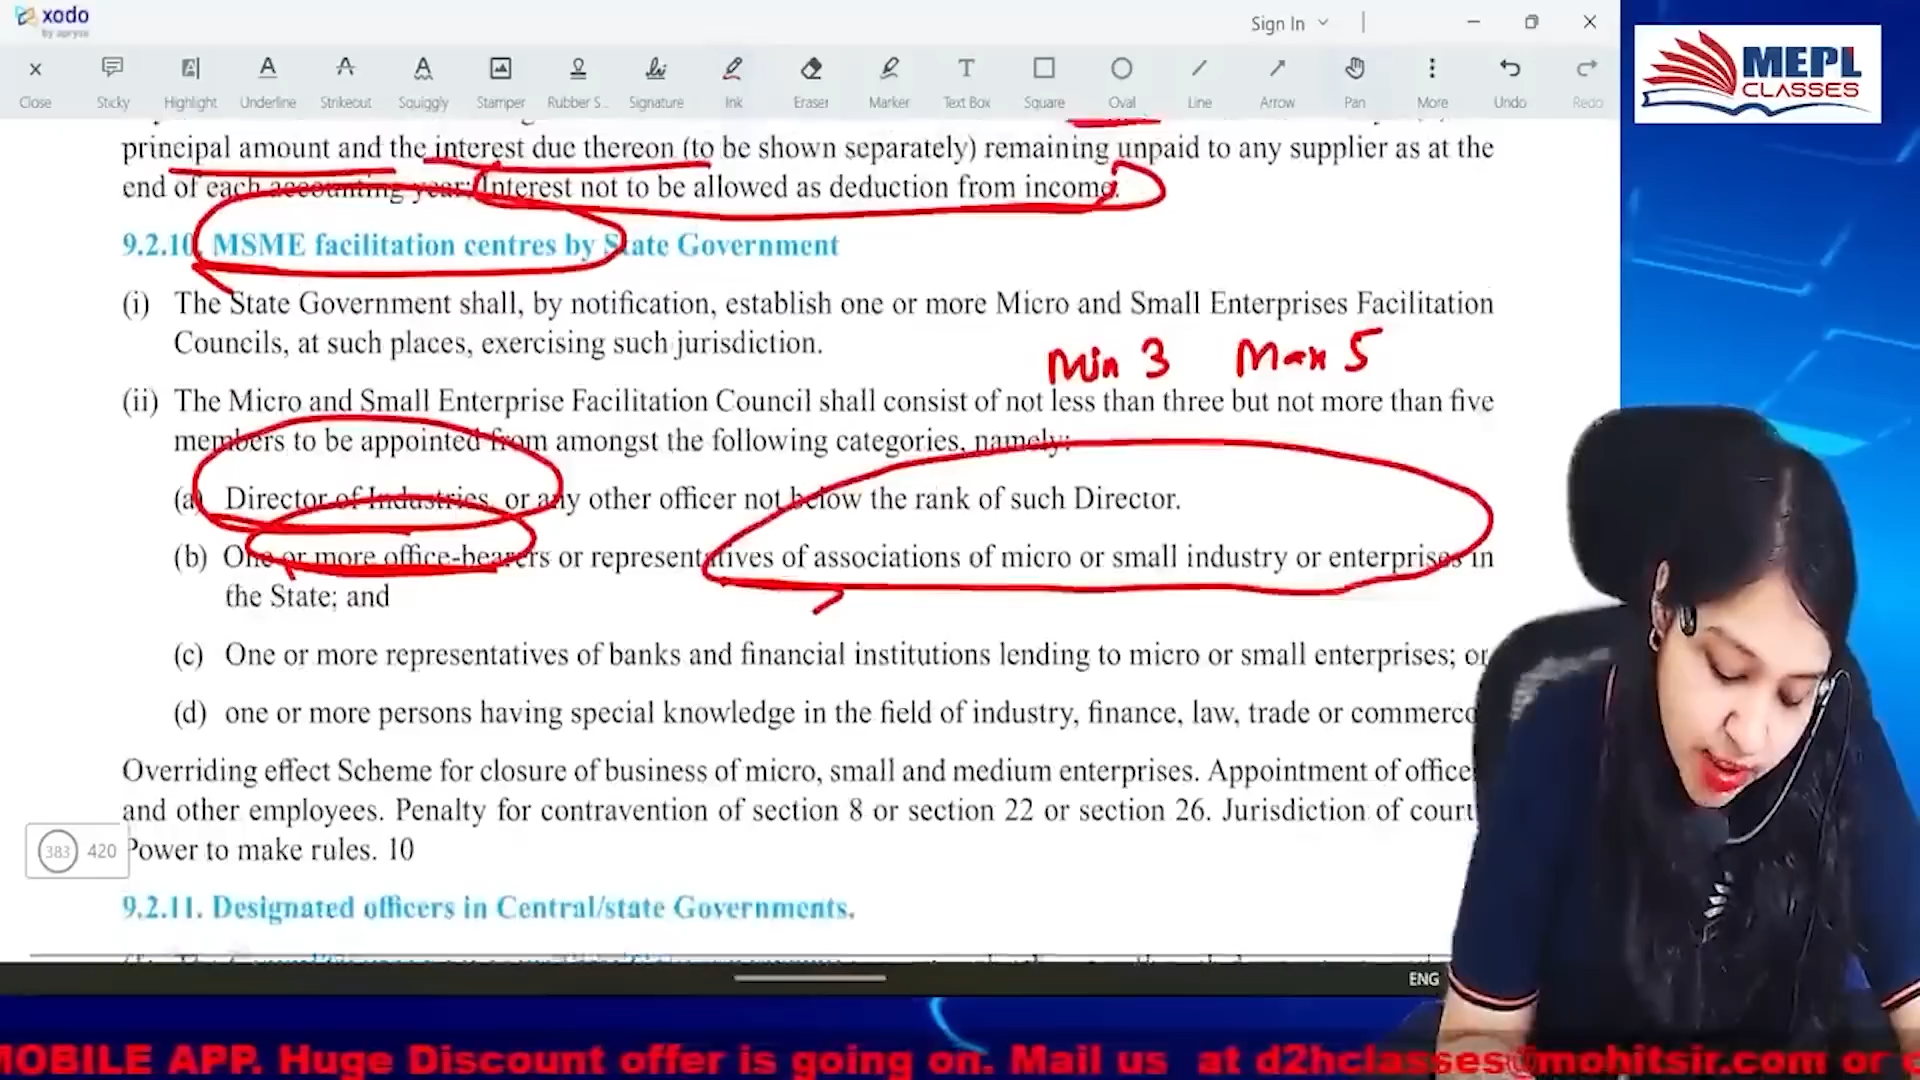 xodo
by apryse
Sign In
Close Sticky Highlight Underline Strikeout Squiggly Stamper Rubber S... Signature Ink Eraser Marker Text Box Square Oval Line Arrow Pan More Undo Redo
MEPL
CLASSES
principal amount and the interest due thereon (to be shown separately) remaining unpaid to any supplier as at the
end of each accounting year; Interest not to be allowed as deduction from income.
9.2.10. MSME facilitation centres by State Government
(i) The State Government shall, by notification, establish one or more Micro and Small Enterprises Facilitation
Councils, at such places, exercising such jurisdiction.
Min 3 Max 5
(ii) The Micro and Small Enterprise Facilitation Council shall consist of not less than three but not more than five
members to be appointed from amongst the following categories, namely:
(a) Director of Industries, or any other officer not below the rank of such Director.
(b) One or more office-bearers or representatives of associations of micro or small industry or enterprises in
the State; and
(c) One or more representatives of banks and financial institutions lending to micro or small enterprises; or
(d) one or more persons having special knowledge in the field of industry, finance, law, trade or commerc
Overriding effect Scheme for closure of business of micro, small and medium enterprises. Appointment of office
and other employees. Penalty for contravention of section 8 or section 22 or section 26. Jurisdiction of court
Power to make rules. 10
383 420
9.2.11. Designated officers in Central/state Governments.
ENG
MOBILE APP. Huge Discount offer is going on. Mail us at d2hclasses@mohitsir.com or